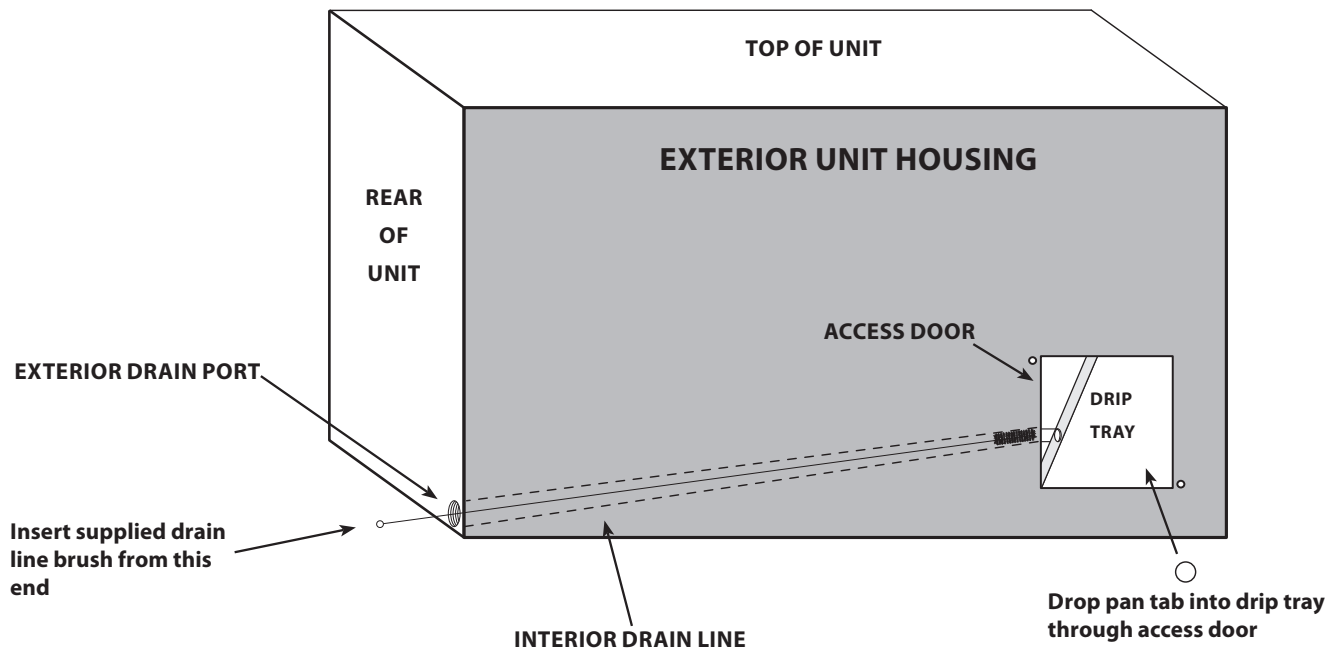 TOP OF UNIT
EXTERIOR UNIT HOUSING
REAR
OF
UNIT
ACCESS DOOR
EXTERIOR DRAIN PORT
DRIP
TRAY
Insert supplied drain
line brush from this
end
Drop pan tab into drip tray
through access door
INTERIOR DRAIN LINE